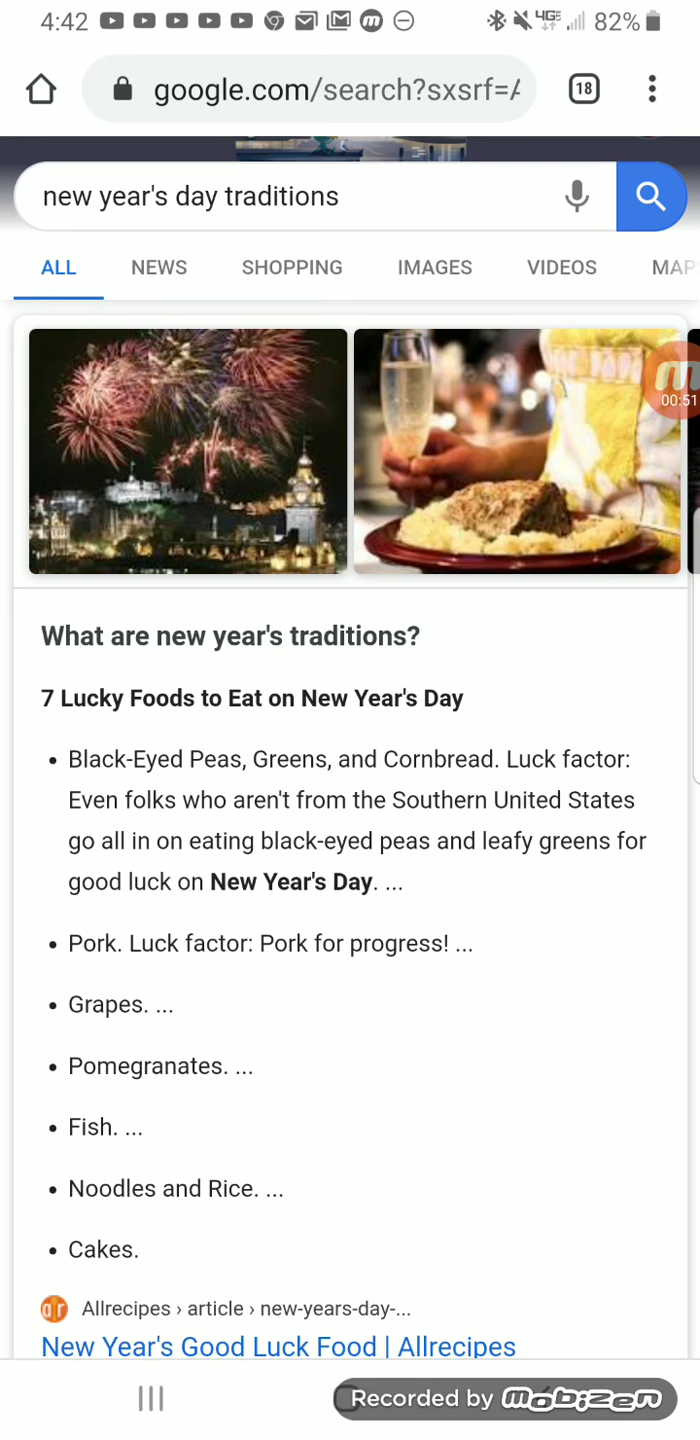 4:42 4GE 82%
google.com/search?sxsrf=A 18
new year's day traditions
ALL NEWS SHOPPING IMAGES VIDEOS MAP
00:51
What are new year's traditions?
7 Lucky Foods to Eat on New Year's Day
• Black-Eyed Peas, Greens, and Cornbread. Luck factor:
Even folks who aren't from the Southern United States
go all in on eating black-eyed peas and leafy greens for
good luck on New Year's Day. ...
• Pork. Luck factor: Pork for progress! ...
• Grapes. ...
• Pomegranates. ...
• Fish. ...
• Noodles and Rice. ...
• Cakes.
ar Allrecipes › article › new-years-day-...
New Year's Good Luck Food | Allrecipes
Recorded by mobizen